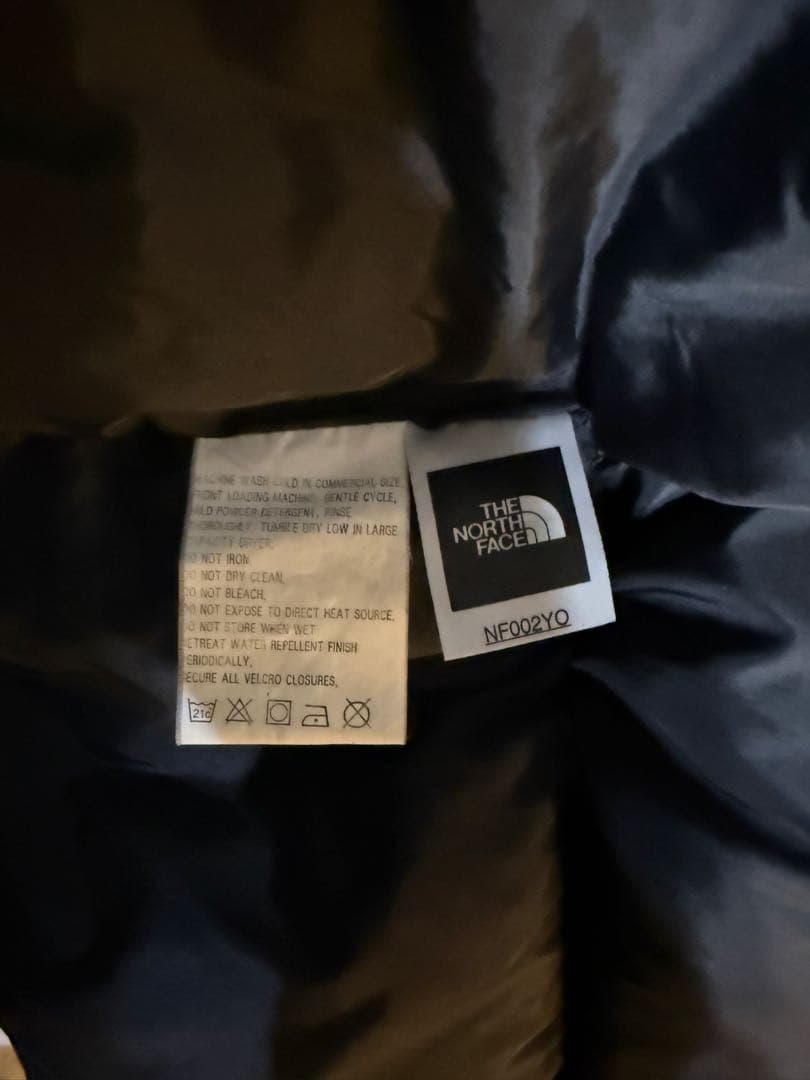 MACHINE WASH COLD IN COMMERCIAL SIZE
FRONT LOADING MACHINE, GENTLE CYCLE,
MILD POWDER DETERGENT, RINSE
THOROUGHLY. TUMBLE DRY LOW IN LARGE
CAPACITY DRYER.
DO NOT IRON
DO NOT DRY CLEAN,
DO NOT BLEACH,
DO NOT EXPOSE TO DIRECT HEAT SOURCE,
DO NOT STORE WHEN WET
RETREAT WATER REPELLENT FINISH
PERIODICALLY,
SECURE ALL VELCRO CLOSURES,
21c
THE
NORTH
FACE
NF002YO